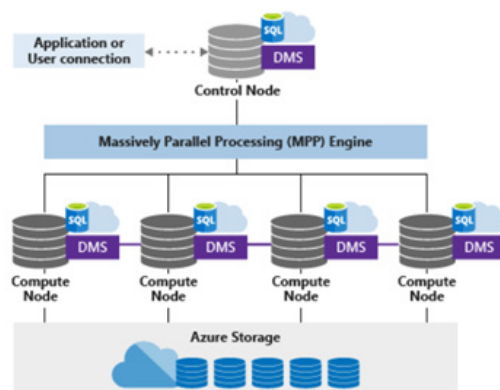 Application or
User connection
SQL
DMS
Control Node
Massively Parallel Processing (MPP) Engine
SQL
DMS
SQL
DMS
SQL
DMS
SQL
DMS
Compute
Node
Compute
Node
Compute
Node
Compute
Node
Azure Storage